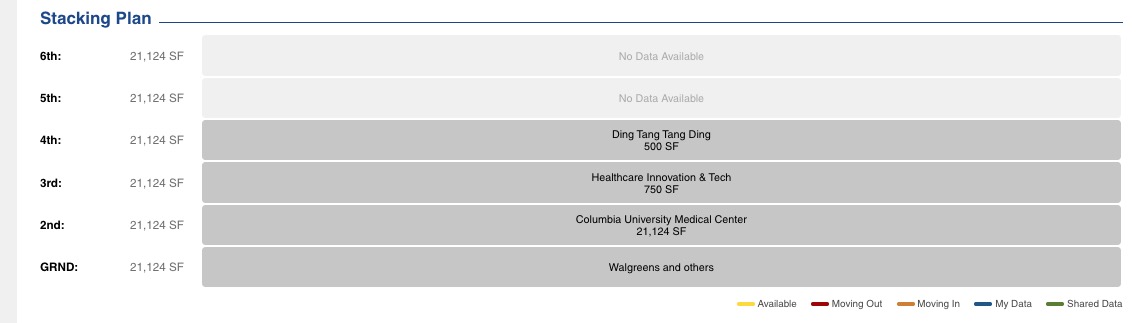 Stacking Plan
6th: 21,124 SF No Data Available
5th: 21,124 SF No Data Available
4th: 21,124 SF Ding Tang Tang Ding
500 SF
3rd: 21,124 SF Healthcare Innovation & Tech
750 SF
2nd: 21,124 SF Columbia University Medical Center
21,124 SF
GRND: 21,124 SF Walgreens and others
Available Moving Out Moving In My Data Shared Data